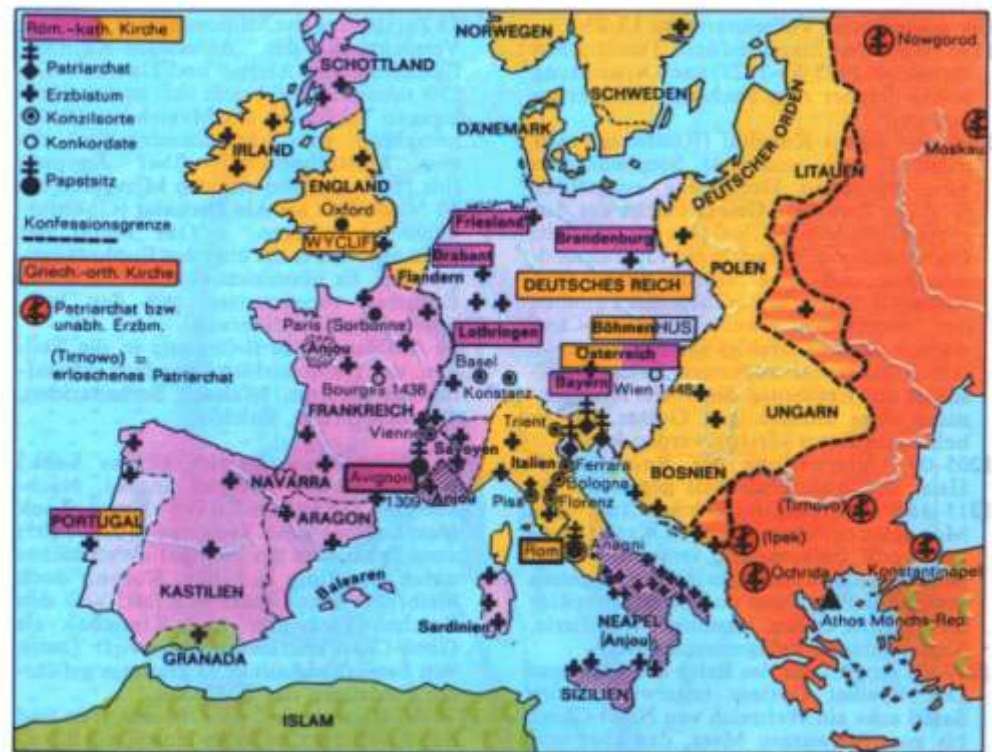 Röm.-kath. Kirche
Patriarchat
Erzbistum
Konzilsorte
Konkordate
Papstsitz
Konfessionsgrenze
Griech.-orth. Kirche
Patriarchat bzw.
unabh. Erzbm.
(Tirnowo) =
erloschenes Patriarchat
NORWEGEN
SCHWEDEN
Nowgorod
Moskau
SCHOTTLAND
IRLAND
ENGLAND
Oxford
WYCLIF
DÄNEMARK
DEUTSCHER ORDEN
LITAUEN
POLEN
Friesland
Brandenburg
Brabant
Flandern
DEUTSCHES REICH
Lothringen
Böhmen HUS
Österreich
Bayern
Wien 1448
Paris (Sorbonne)
Anjou
Basel
Konstanz
Bourges 1438
FRANKREICH
Vienne
Savoyen
Trient
Italien
Ferrara
Bologna
Florenz
Pisa
UNGARN
BOSNIEN
NAVARRA
Avignon
1309
Anjou
ARAGON
PORTUGAL
KASTILIEN
Balearen
Sardinien
Rom
Anagni
NEAPEL
(Anjou)
SIZILIEN
GRANADA
ISLAM
(Tirnowo)
(Ipek)
Ochrida
Konstantinopel
Athos Mönchs-Rep.